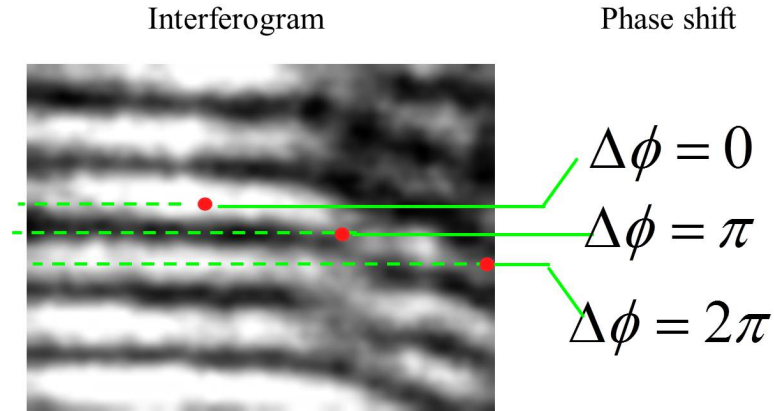 Interferogram
Phase shift
Δϕ = 0
Δϕ = π
Δϕ = 2π